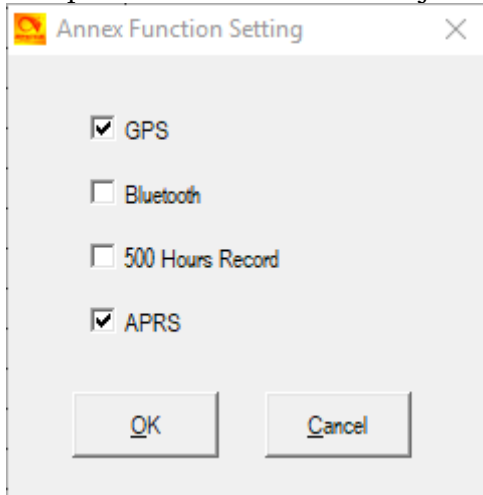 Annex Function Setting
GPS
Bluetooth
500 Hours Record
APRS
OK
Cancel